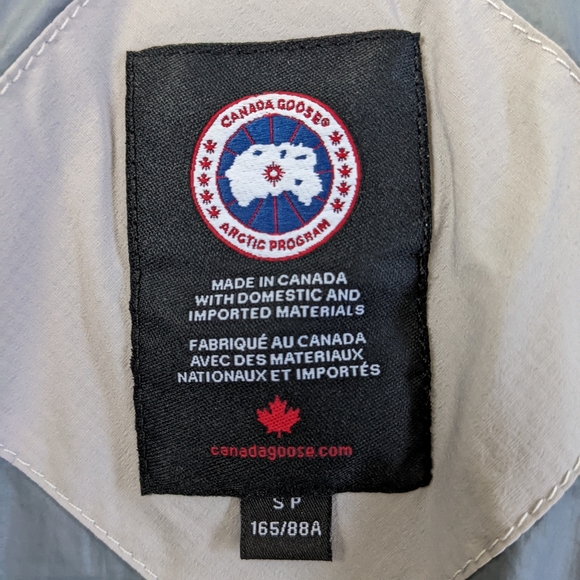 CANADA GOOSE®
ARCTIC PROGRAM
MADE IN CANADA
WITH DOMESTIC AND
IMPORTED MATERIALS
FABRIQUÉ AU CANADA
AVEC DES MATERIAUX
NATIONAUX ET IMPORTÉS
canadagoose.com
S P
165/88A